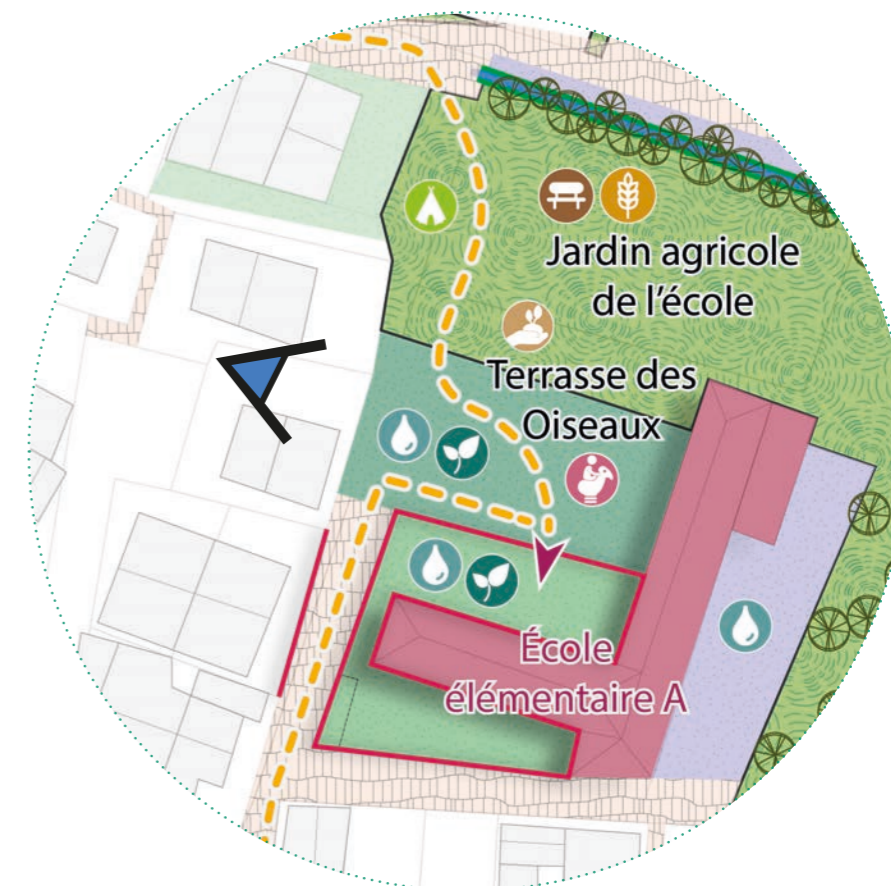 Jardin agricole
de l’école
Terrasse des
Oiseaux
École
élémentaire A